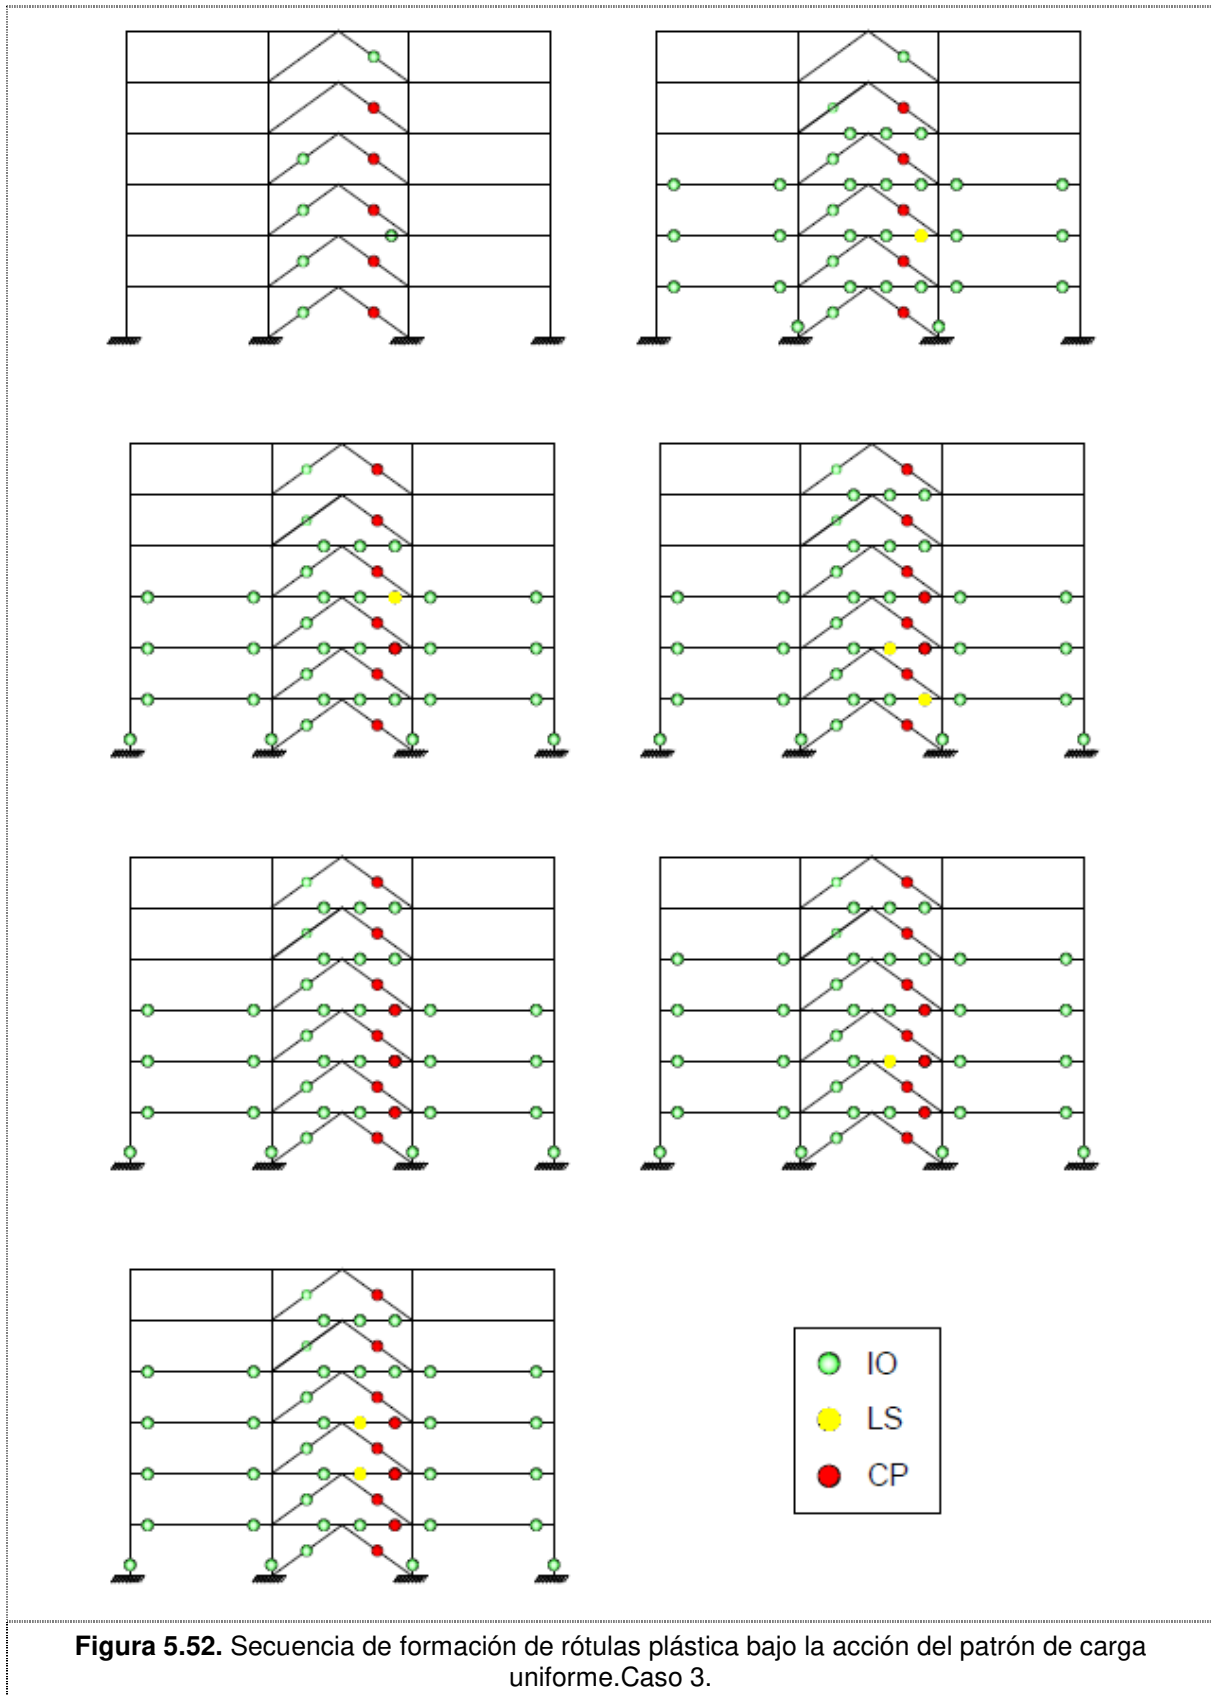 IO
LS
CP
Figura 5.52. Secuencia de formación de rótulas plástica bajo la acción del patrón de carga
uniforme.Caso 3.